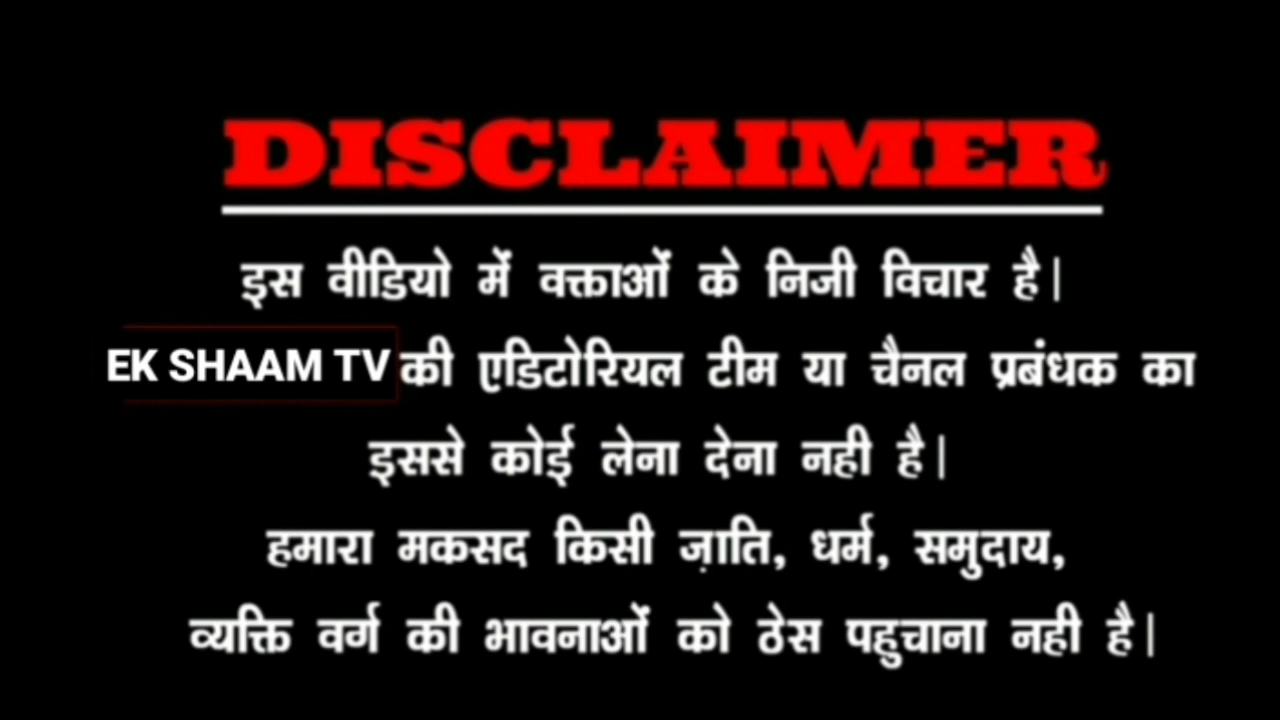 DISCLAIMER
इस वीडियो में वक्ताओं के निजी विचार है|
EK SHAAM TV की एडिटोरियल टीम या चैनल प्रबंधक का
इससे कोई लेना देना नही है|
हमारा मकसद किसी ज़ाति, धर्म, समुदाय,
व्यक्ति वर्ग की भावनाओं को ठेस पहुचाना नही है|